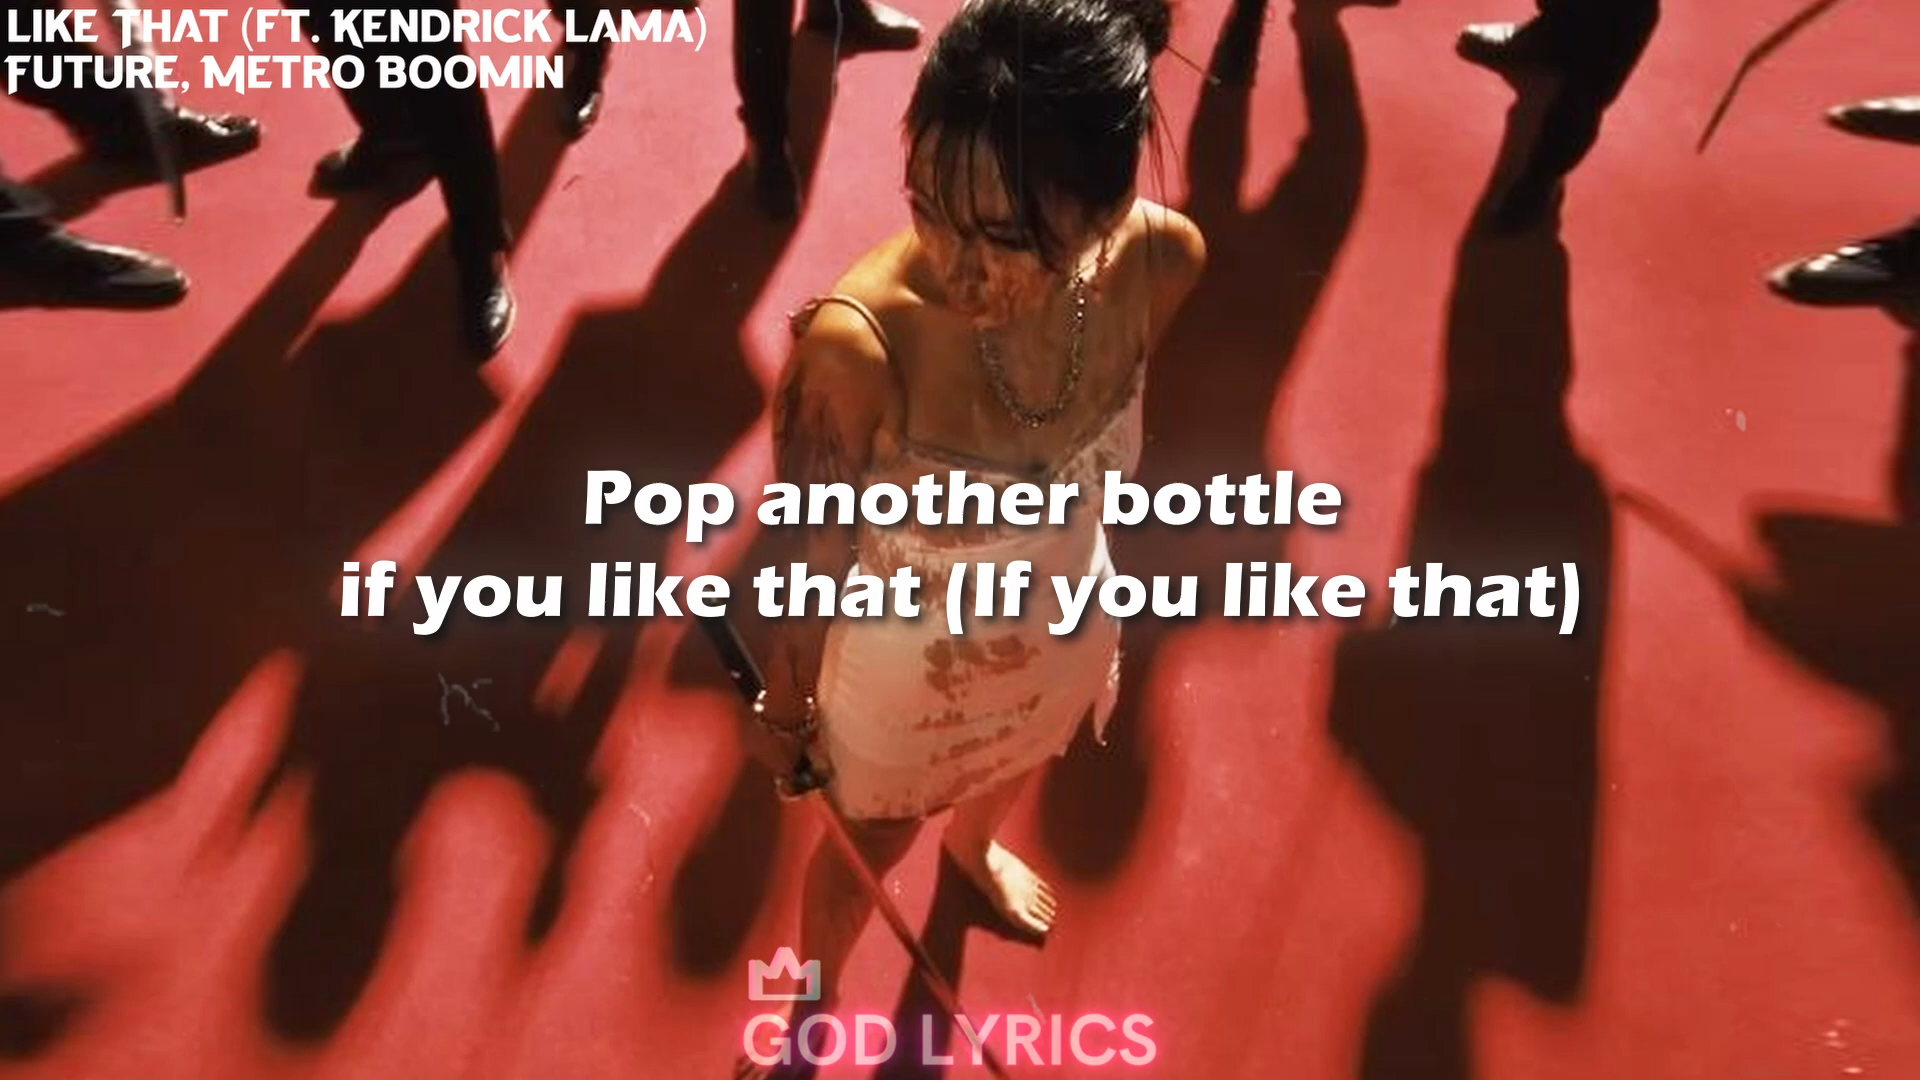 LIKE THAT (FT. KENDRICK LAMA)
FUTURE, METRO BOOMIN
Pop another bottle
if you like that (If you like that)
GOD LYRICS